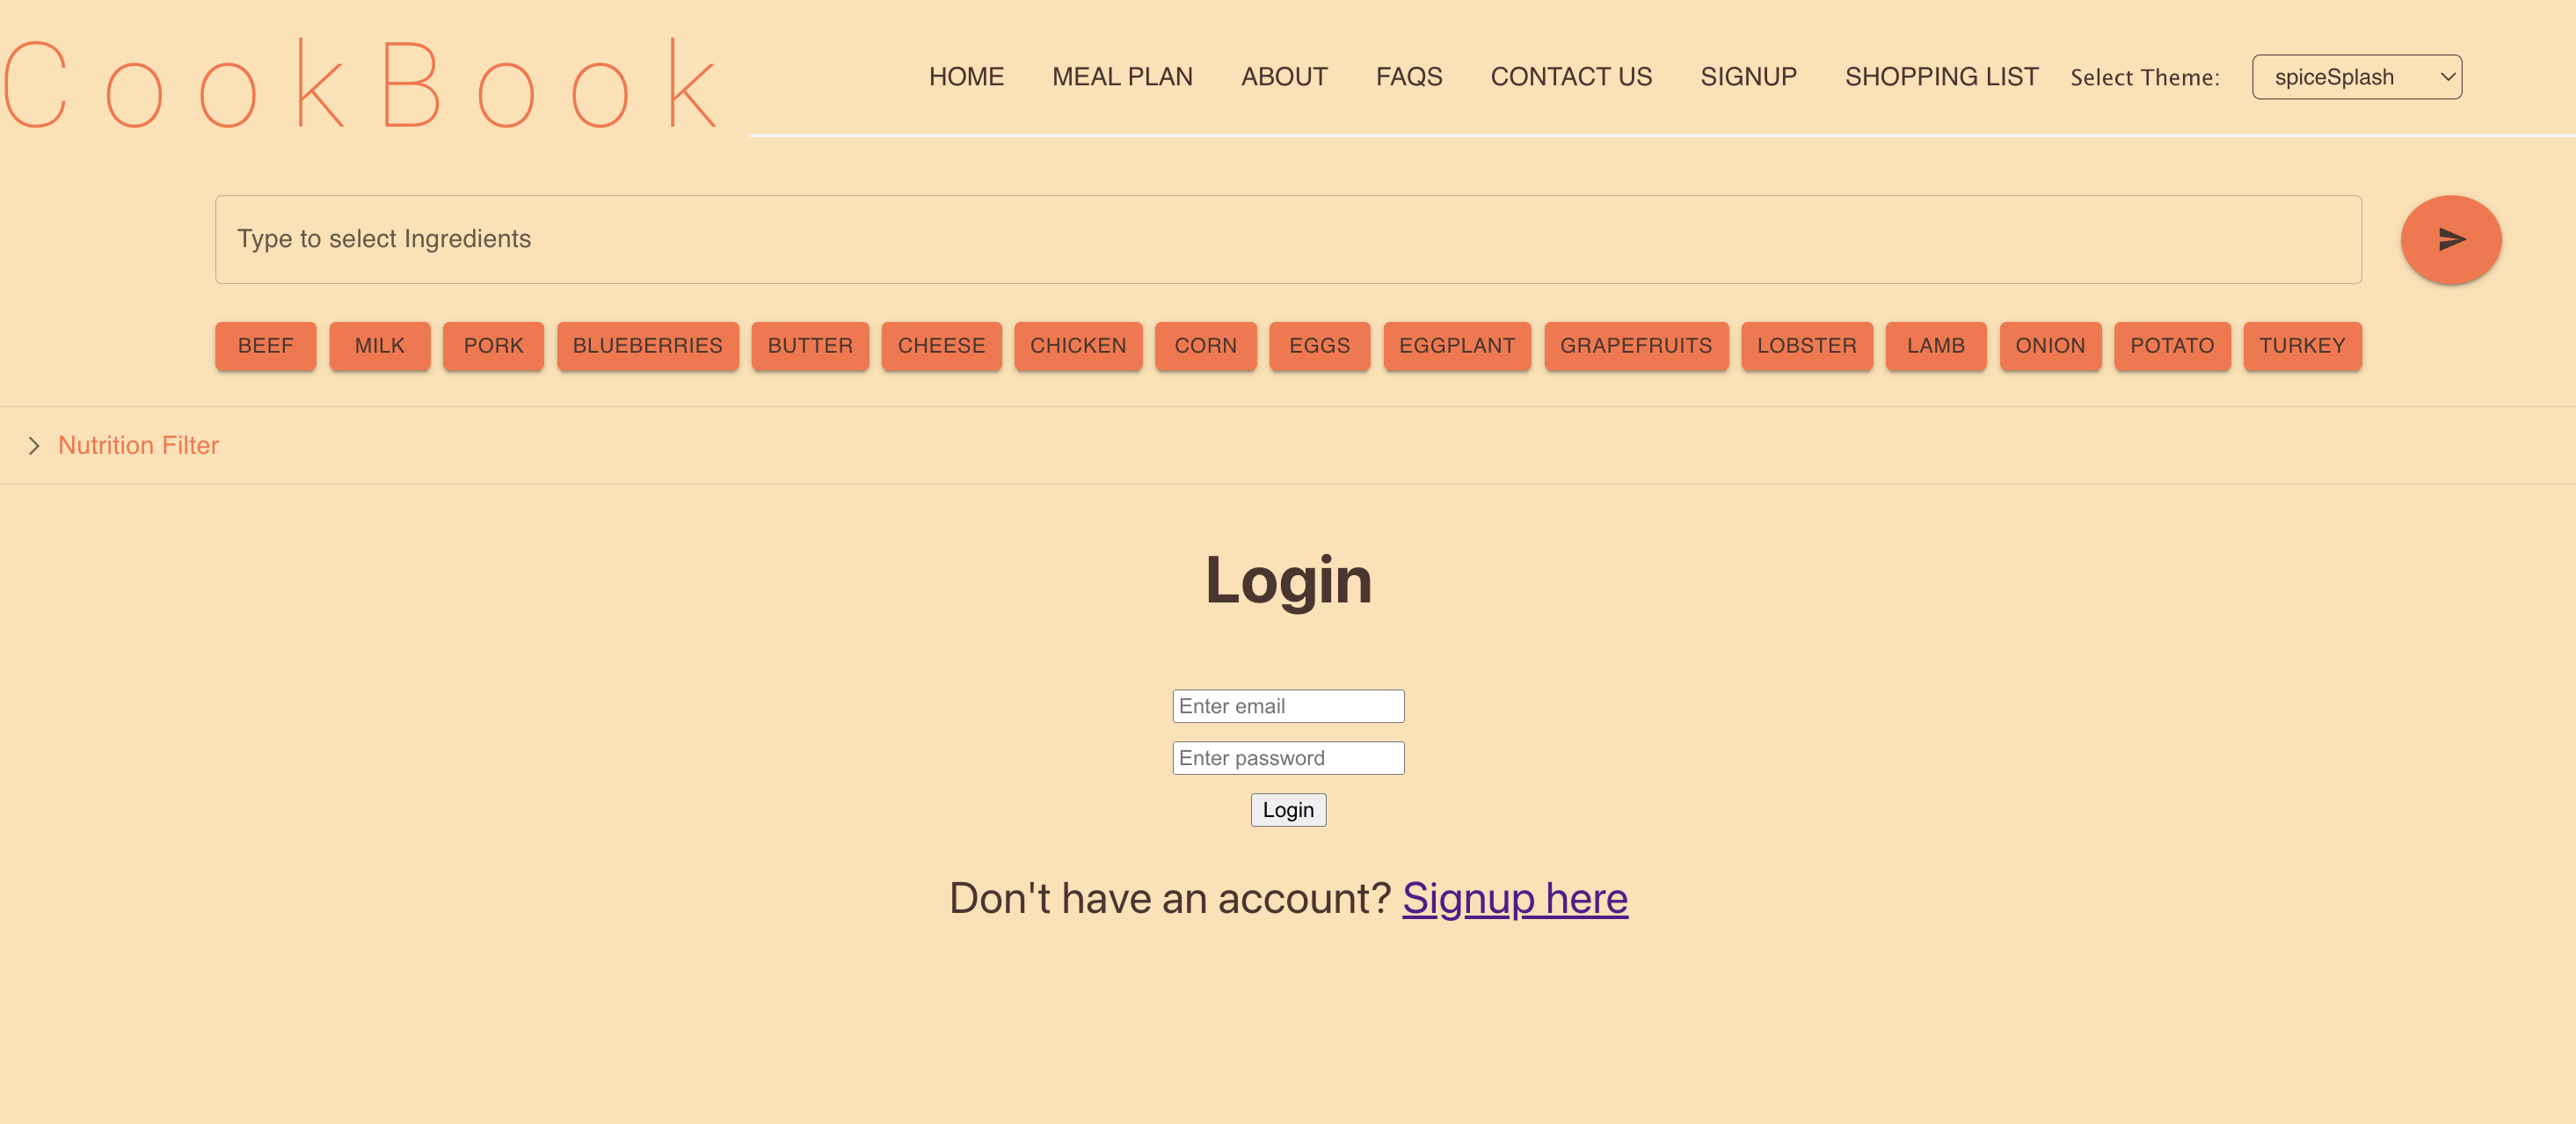 CookBook
HOME MEAL PLAN ABOUT FAQS CONTACT US SIGNUP SHOPPING LIST Select Theme: spiceSplash
Type to select Ingredients
BEEF MILK PORK BLUEBERRIES BUTTER CHEESE CHICKEN CORN EGGS EGGPLANT GRAPEFRUITS LOBSTER LAMB ONION POTATO TURKEY
Nutrition Filter
Login
Enter email
Enter password
Login
Don't have an account? Signup here